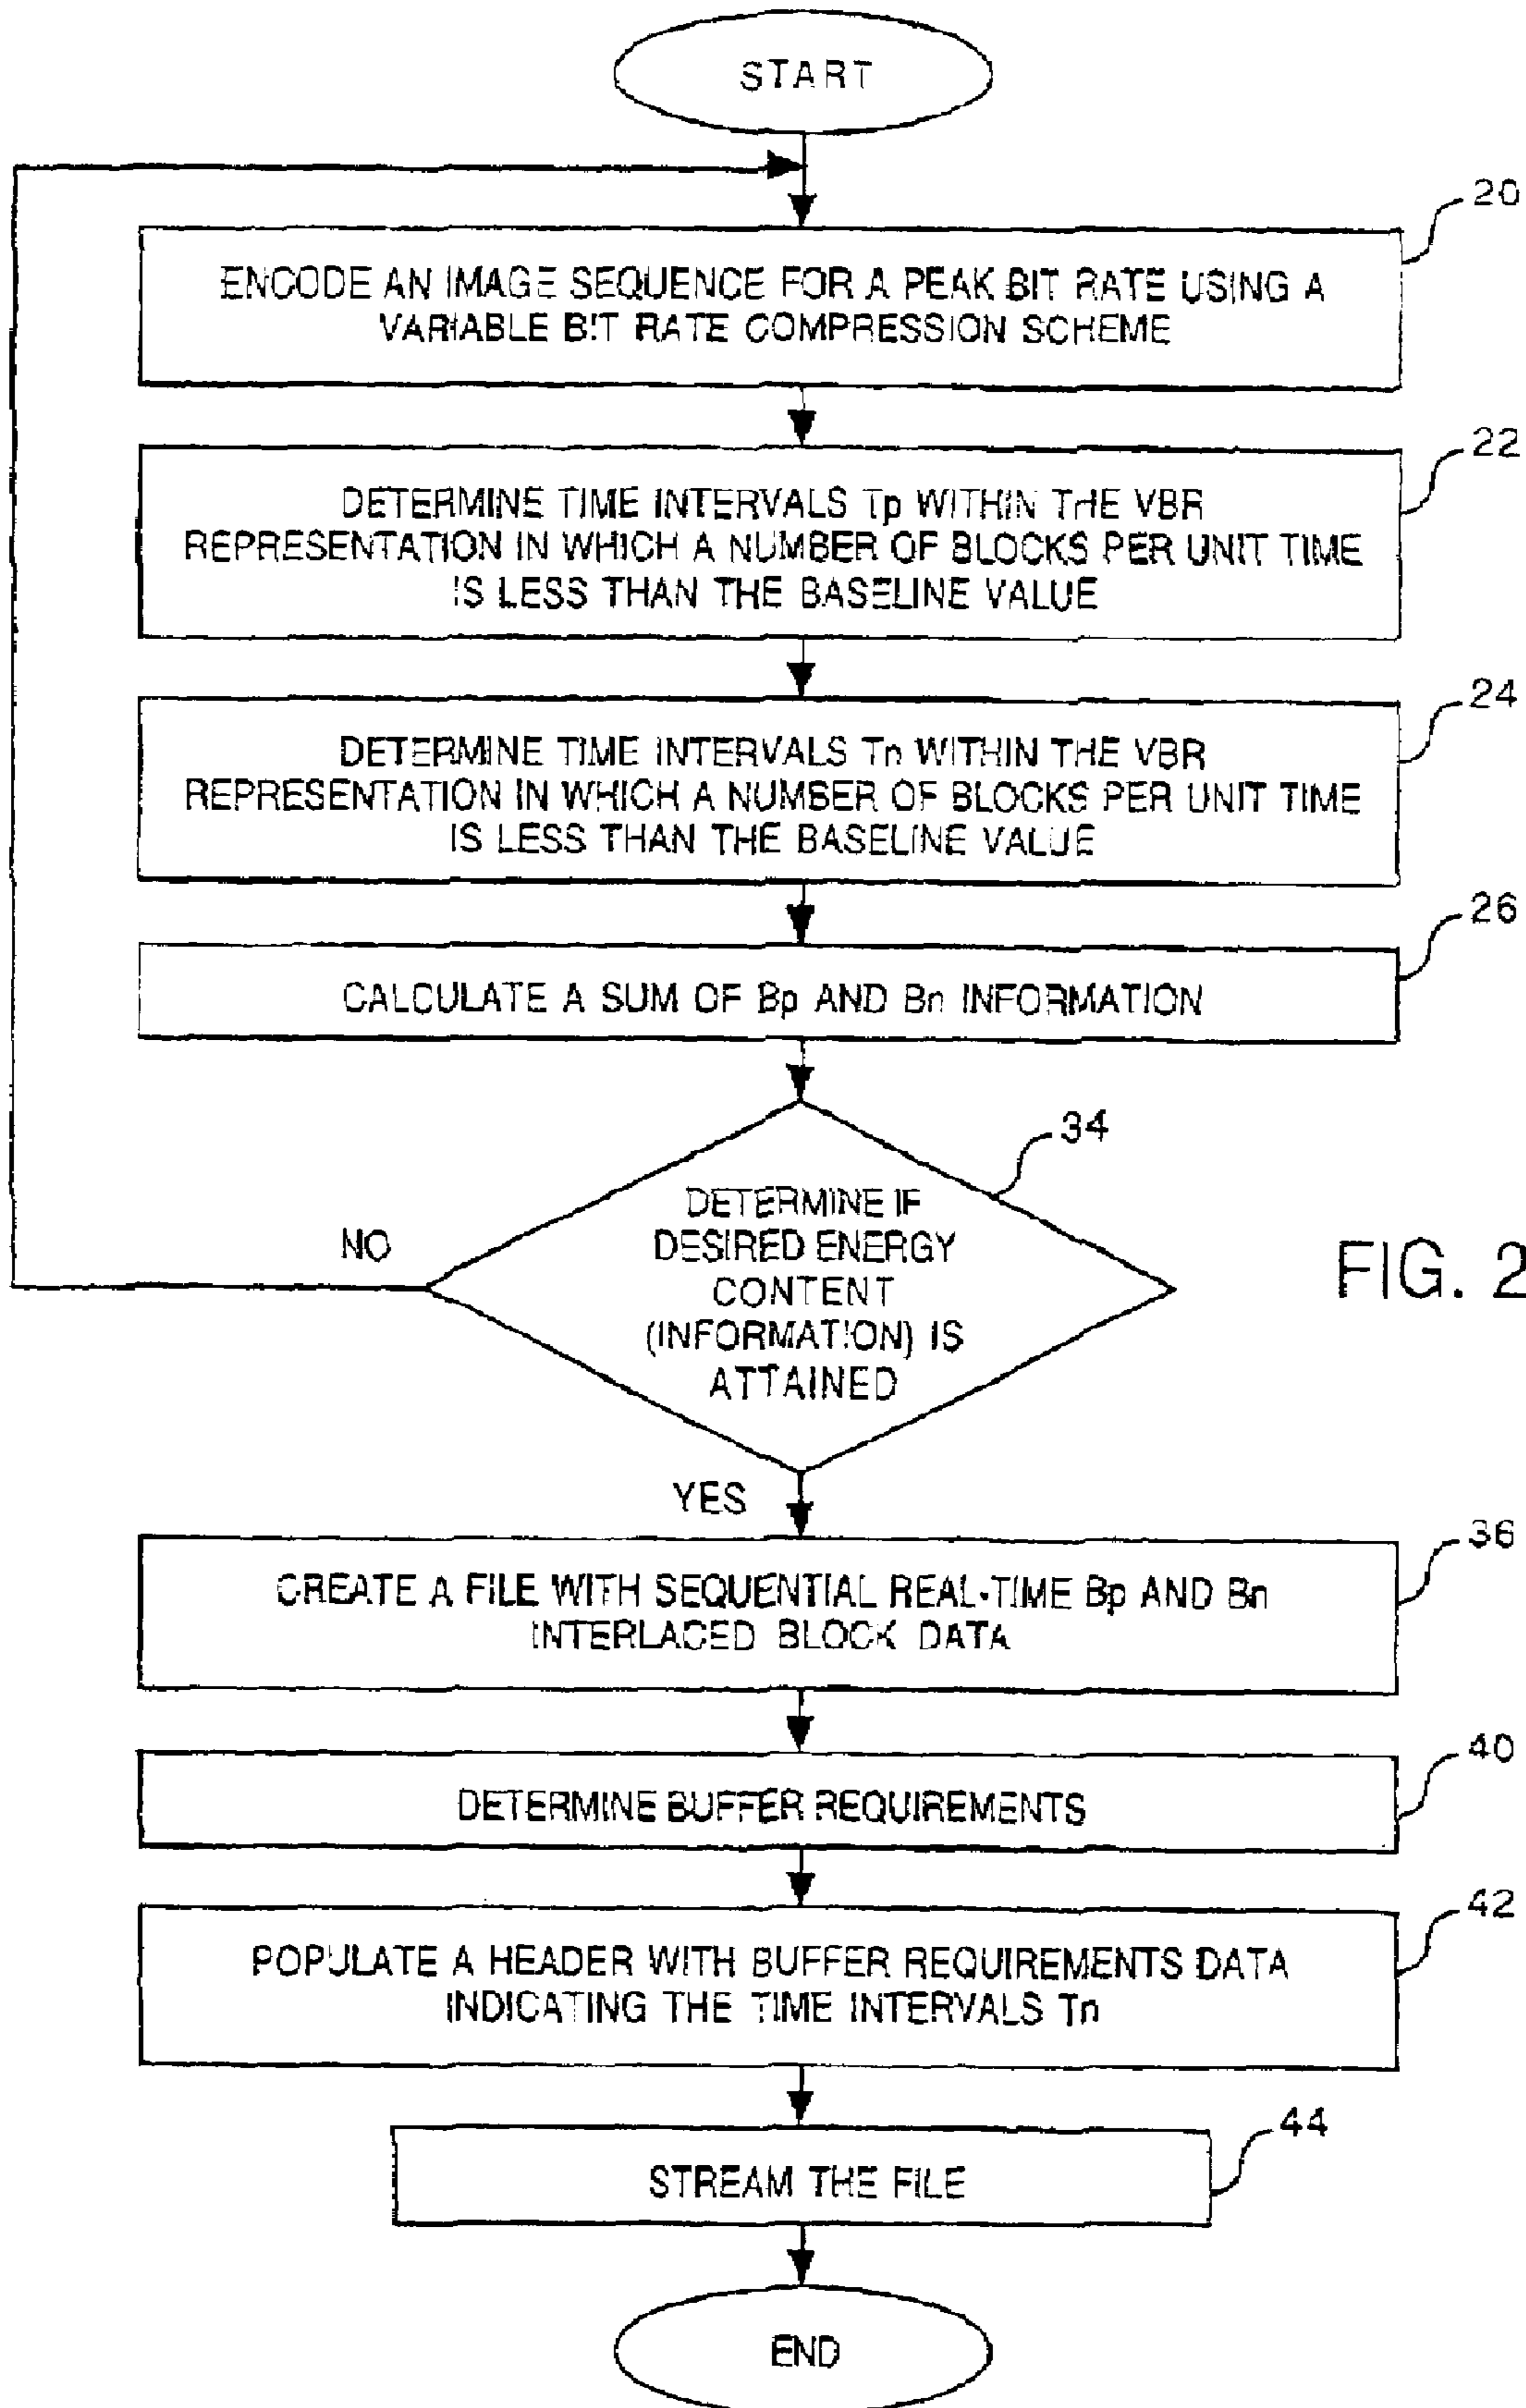 START
20
ENCODE AN IMAGE SEQUENCE FOR A PEAK BIT RATE USING A
VARIABLE BIT RATE COMPRESSION SCHEME
22
DETERMINE TIME INTERVALS Tp WITHIN THE VBR
REPRESENTATION IN WHICH A NUMBER OF BLOCKS PER UNIT TIME
IS LESS THAN THE BASELINE VALUE
24
DETERMINE TIME INTERVALS Tn WITHIN THE VBR
REPRESENTATION IN WHICH A NUMBER OF BLOCKS PER UNIT TIME
IS LESS THAN THE BASELINE VALUE
26
CALCULATE A SUM OF Bp AND Bn INFORMATION
34
DETERMINE IF
DESIRED ENERGY
CONTENT
(INFORMATION) IS
ATTAINED
NO
FIG. 2
YES
36
CREATE A FILE WITH SEQUENTIAL REAL-TIME Bp AND Bn
INTERLACED BLOCK DATA
40
DETERMINE BUFFER REQUIREMENTS
42
POPULATE A HEADER WITH BUFFER REQUIREMENTS DATA
INDICATING THE TIME INTERVALS Tn
44
STREAM THE FILE
END